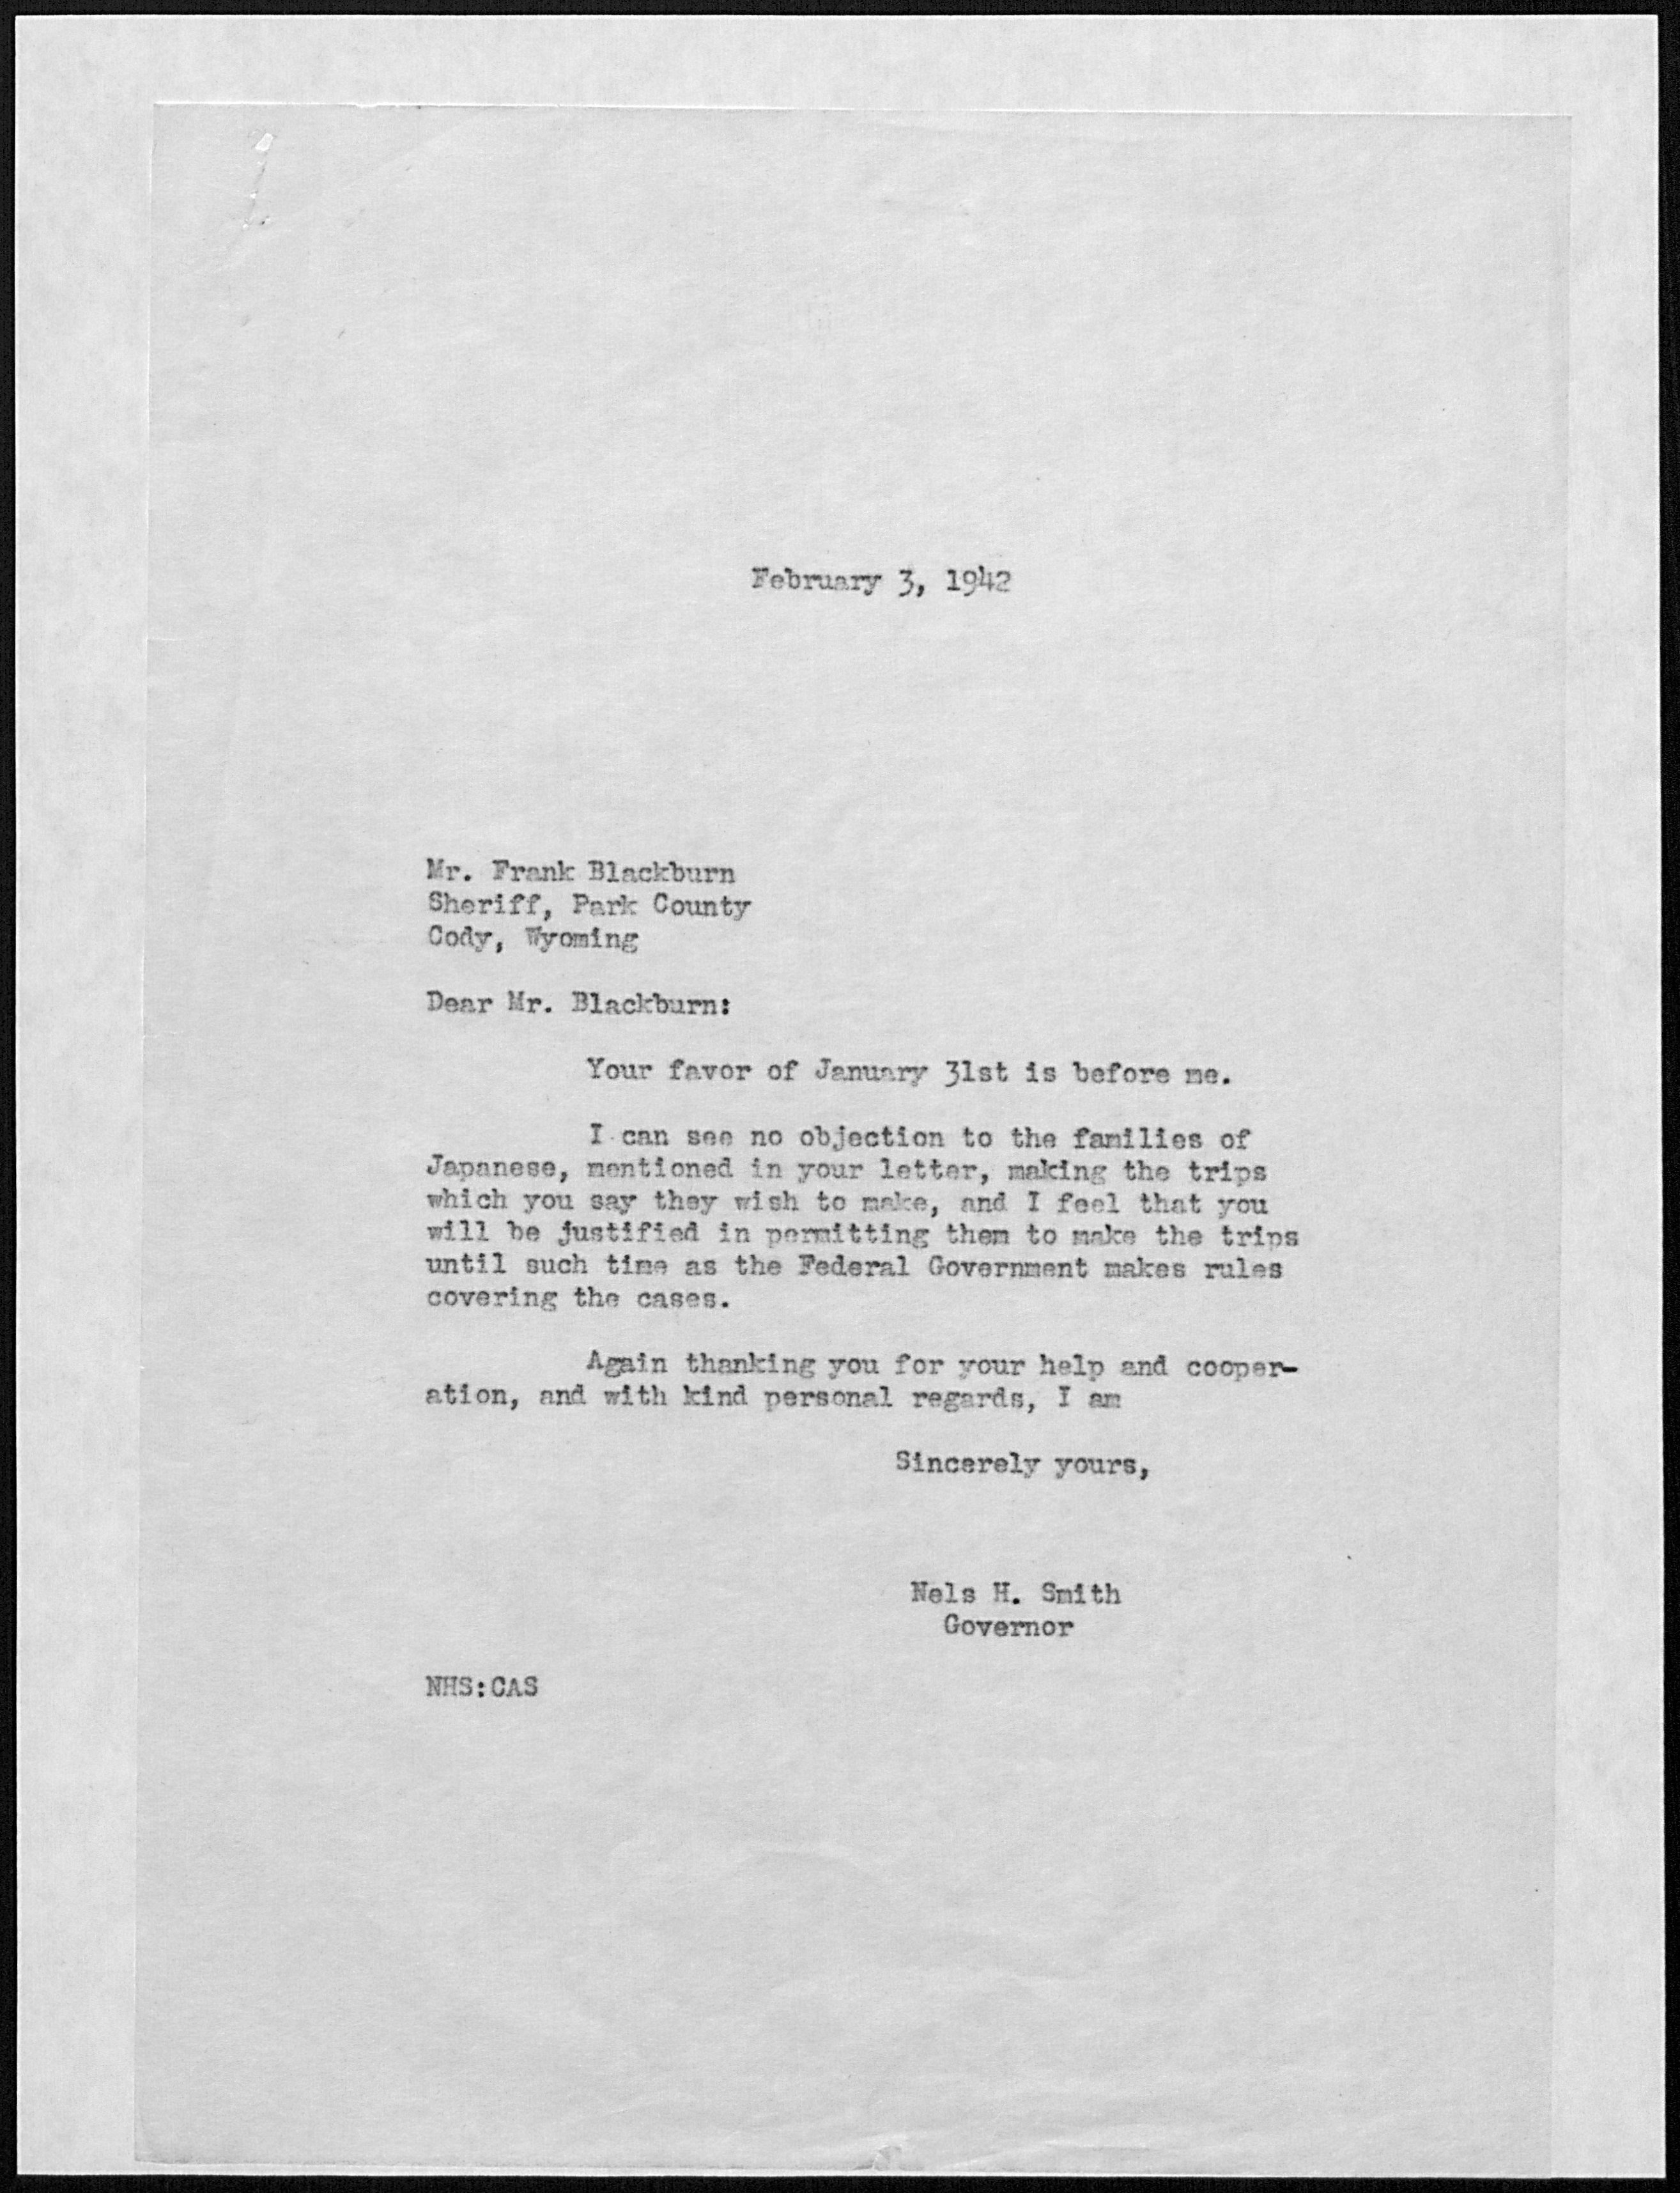 February 3, 1942
Mr. Frank Blackburn
Sheriff, Park County
Cody, Wyoming
Dear Mr. Blackburn:
Your favor of January 31st is before me.
I can see no objection to the families of
Japanese, mentioned in your letter, making the trips
which you say they wish to make, and I feel that you
will be justified in permitting them to make the trips
until such time as the Federal Government makes rules
covering the cases.
Again thanking you for your help and cooper-
ation, and with kind personal regards, I am
Sincerely yours,
Nels H. Smith
Governor
NHS:CAS